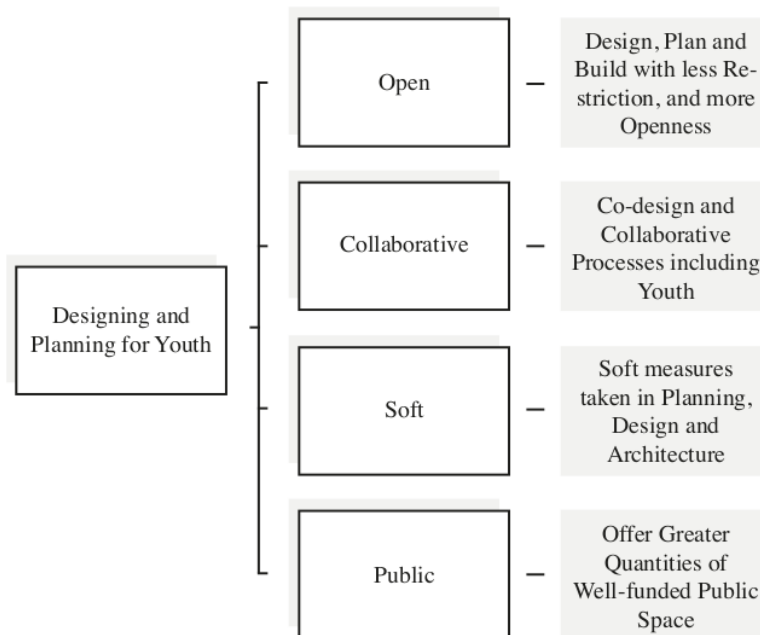 Designing and
Planning for Youth
Open
Design, Plan and
Build with less Re-
striction, and more
Openness
Collaborative
Co-design and
Collaborative
Processes including
Youth
Soft
Soft measures
taken in Planning,
Design and
Architecture
Public
Offer Greater
Quantities of
Well-funded Public
Space